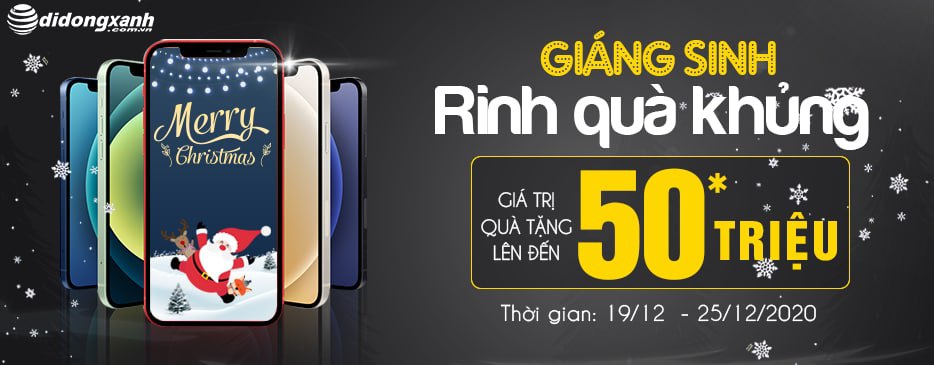 didongxanh
.com.vn
Merry
Christmas
GIÁNG SINH
Rinh quà khủng
GIÁ TRỊ
QUÀ TẶNG
LÊN ĐẾN
50* TRIỆU
Thời gian: 19/12 - 25/12/2020